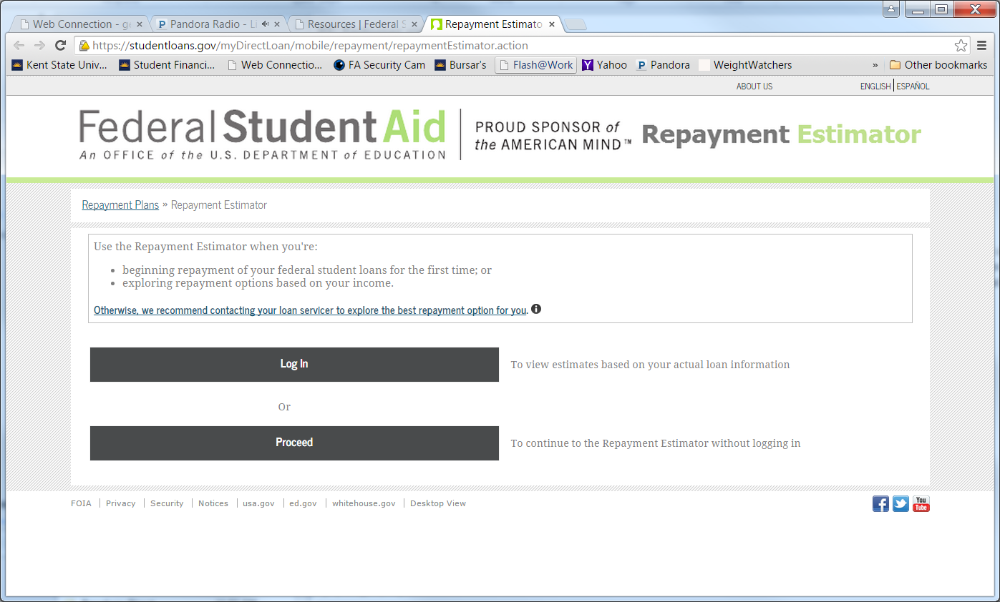 Web Connection - ge
Pandora Radio - Li
Resources | Federal S
Repayment Estimato
https://studentloans.gov/myDirectLoan/mobile/repayment/repaymentEstimator.action
Kent State Univ... Student Financi... Web Connectio... FA Security Cam Bursar's Flash@Work Yahoo Pandora WeightWatchers » Other bookmarks
ABOUT US ENGLISH | ESPAÑOL
Federal Student Aid
An OFFICE of the U.S. DEPARTMENT of EDUCATION
PROUD SPONSOR of
the AMERICAN MIND™
Repayment Estimator
Repayment Plans » Repayment Estimator
Use the Repayment Estimator when you're:
• beginning repayment of your federal student loans for the first time; or
• exploring repayment options based on your income.
Otherwise, we recommend contacting your loan servicer to explore the best repayment option for you.
Log In To view estimates based on your actual loan information
Or
Proceed To continue to the Repayment Estimator without logging in
FOIA | Privacy | Security | Notices | usa.gov | ed.gov | whitehouse.gov | Desktop View
You
Tube